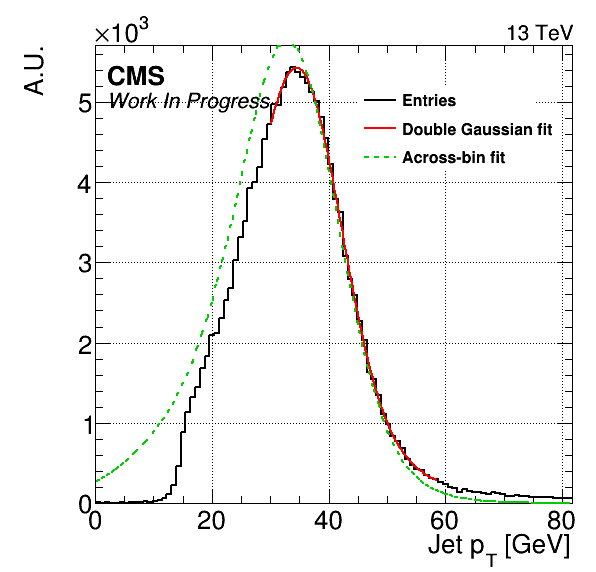 ×10³
13 TeV
A.U.
CMS
Work In Progress
Entries
Double Gaussian fit
Across-bin fit
5
4
3
2
1
0
0 20 40 60 80
Jet p_T [GeV]